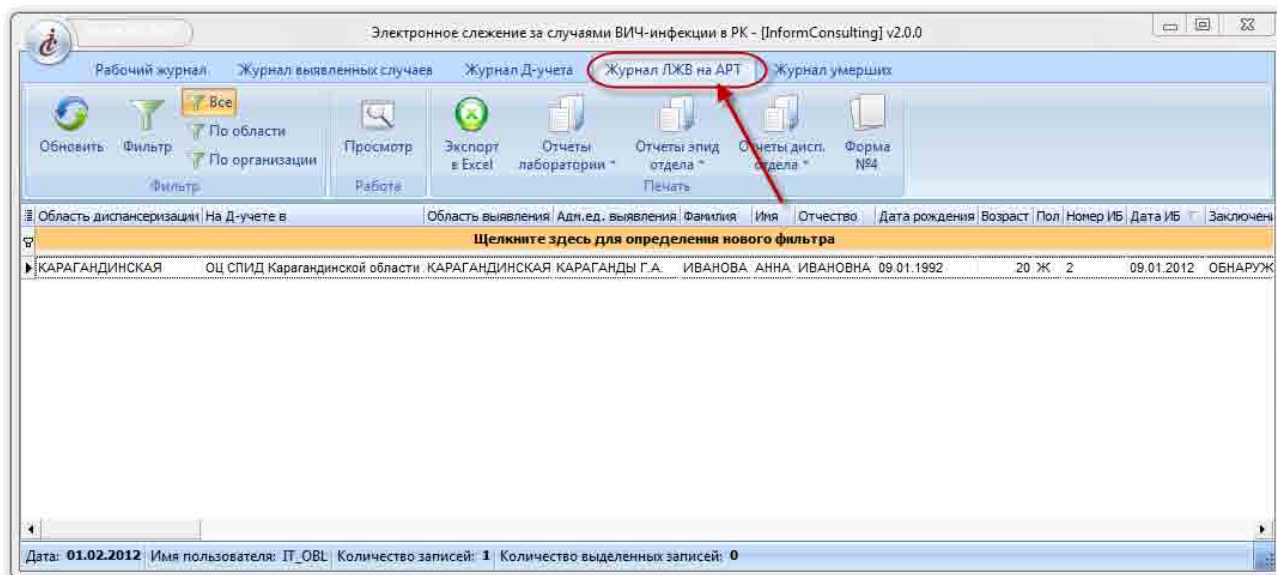 Электронное слежение за случаями ВИЧ-инфекции в РК - [InformConsulting] v2.0.0
Рабочий журнал Журнал выявленных случаев Журнал Д-учета Журнал ЛЖВ на АРТ Журнал умерших
Обновить Фильтр Все По области По организации
Просмотр
Экспорт в Excel Отчеты лаборатории Отчеты эпид отдела Отчеты дисп. отдела Форма №4
Фильтр Работа Печать
Область диспансеризации На Д-учете в Область выявления Адм.ед. выявления Фамилия Имя Отчество Дата рождения Возраст Пол Номер ИБ Дата ИБ Заключени
Щелкните здесь для определения нового фильтра
КАРАГАНДИНСКАЯ ОЦ СПИД Карагандинской области КАРАГАНДИНСКАЯ КАРАГАНДЫ Г.А. ИВАНОВА АННА ИВАНОВНА 09.01.1992 20 Ж 2 09.01.2012 ОБНАРУЖ
Дата: 01.02.2012 Имя пользователя: IT_OBL Количество записей: 1 Количество выделенных записей: 0